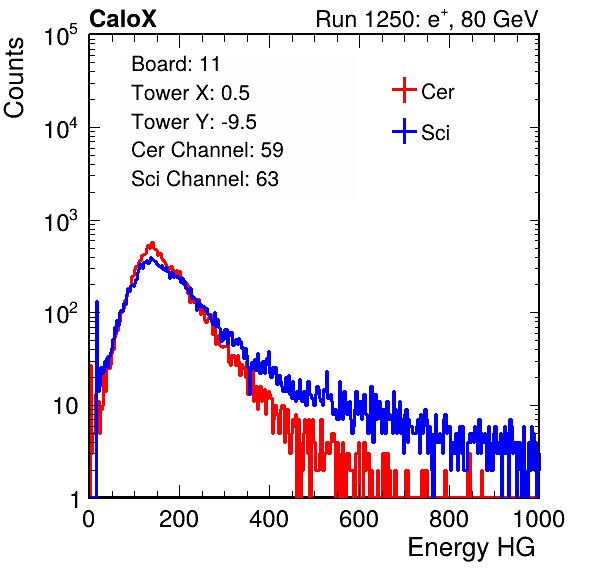 CaloX Run 1250: e⁺, 80 GeV
Counts
10⁵
10⁴
10³
10²
10
1
Board: 11
Tower X: 0.5
Tower Y: -9.5
Cer Channel: 59
Sci Channel: 63
Cer
Sci
0 200 400 600 800 1000
Energy HG